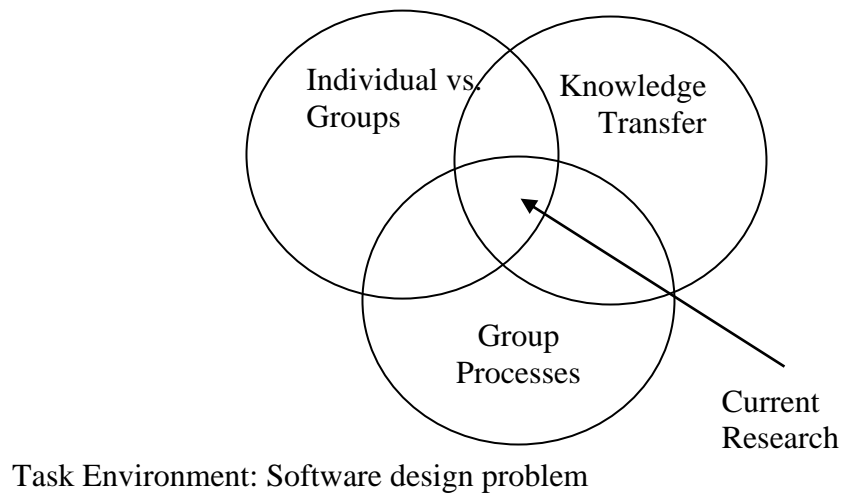 Individual vs.
Groups
Knowledge
Transfer
Group
Processes
Current
Research
Task Environment: Software design problem